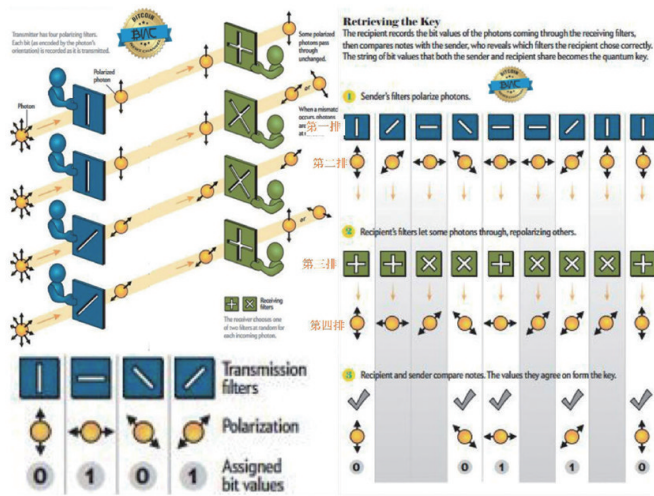 Transmitter has four polarizing filters.
Each bit (as encoded by the photon's
orientation) is recorded as it is transmitted.
BITCOIN
Polarized
photon
Photon
Some polarized
photons pass
through
unchanged.
or
When a mismatch
occurs, photons
are
at
or
Receiving
filters
The receiver chooses one
of two filters at random for
each incoming photon.
Transmission
filters
Polarization
0 1 0 1
Assigned
bit values
Retrieving the Key
The recipient records the bit values of the photons coming through the receiving filters,
then compares notes with the sender, who reveals which filters the recipient chose correctly.
The string of bit values that both the sender and recipient share becomes the quantum key.
BITCOIN
1 Sender's filters polarize photons.
第一排
第二排
2 Recipient's filters let some photons through, repolarizing others.
第三排
第四排
3 Recipient and sender compare notes. The values they agree on form the key.
0 0 1 1 0